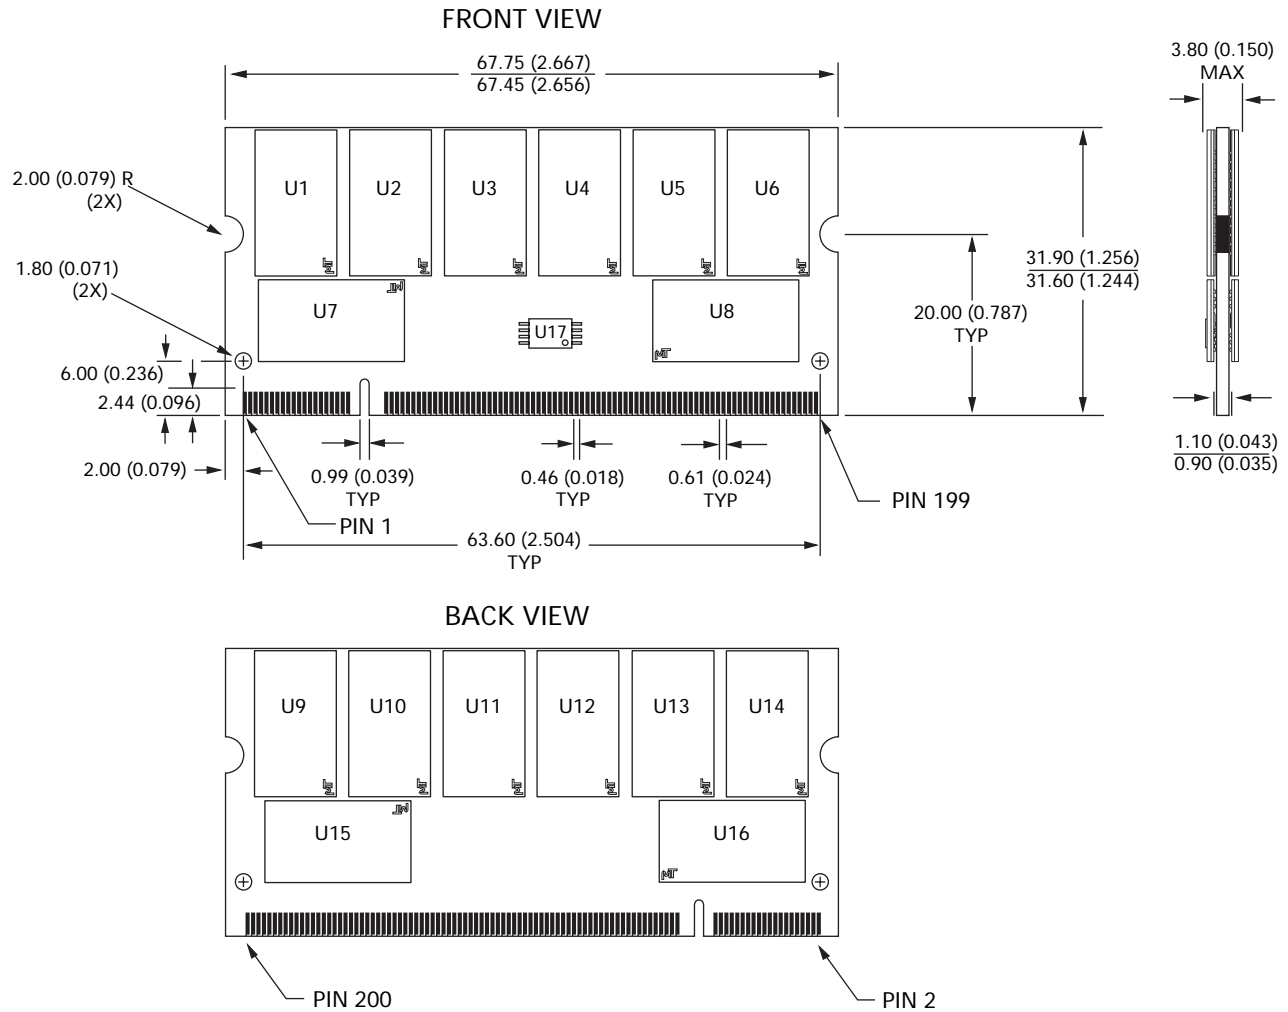 FRONT VIEW
67.75 (2.667)
67.45 (2.656)
3.80 (0.150)
MAX
2.00 (0.079) R
(2X)
U1
U2
U3
U4
U5
U6
1.80 (0.071)
(2X)
31.90 (1.256)
31.60 (1.244)
20.00 (0.787)
TYP
U7
U17
U8
6.00 (0.236)
2.44 (0.096)
2.00 (0.079)
0.99 (0.039)
TYP
0.46 (0.018)
TYP
0.61 (0.024)
TYP
1.10 (0.043)
0.90 (0.035)
PIN 199
PIN 1
63.60 (2.504)
TYP
BACK VIEW
U9
U10
U11
U12
U13
U14
U15
U16
PIN 200
PIN 2